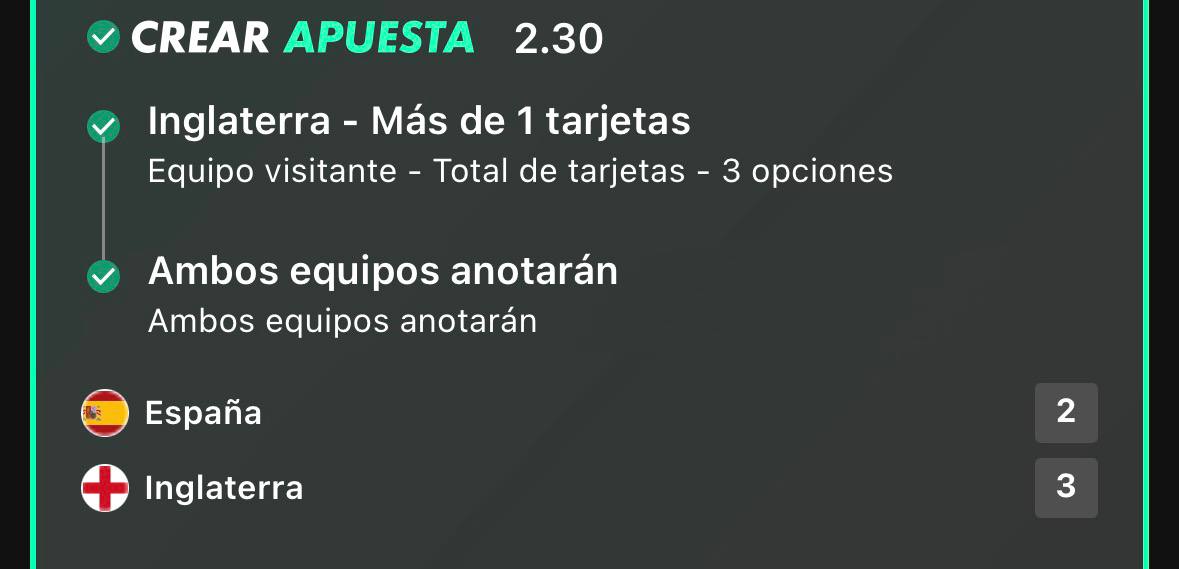 CREAR APUESTA 2.30
Inglaterra - Más de 1 tarjetas
Equipo visitante - Total de tarjetas - 3 opciones
Ambos equipos anotarán
Ambos equipos anotarán
España 2
Inglaterra 3